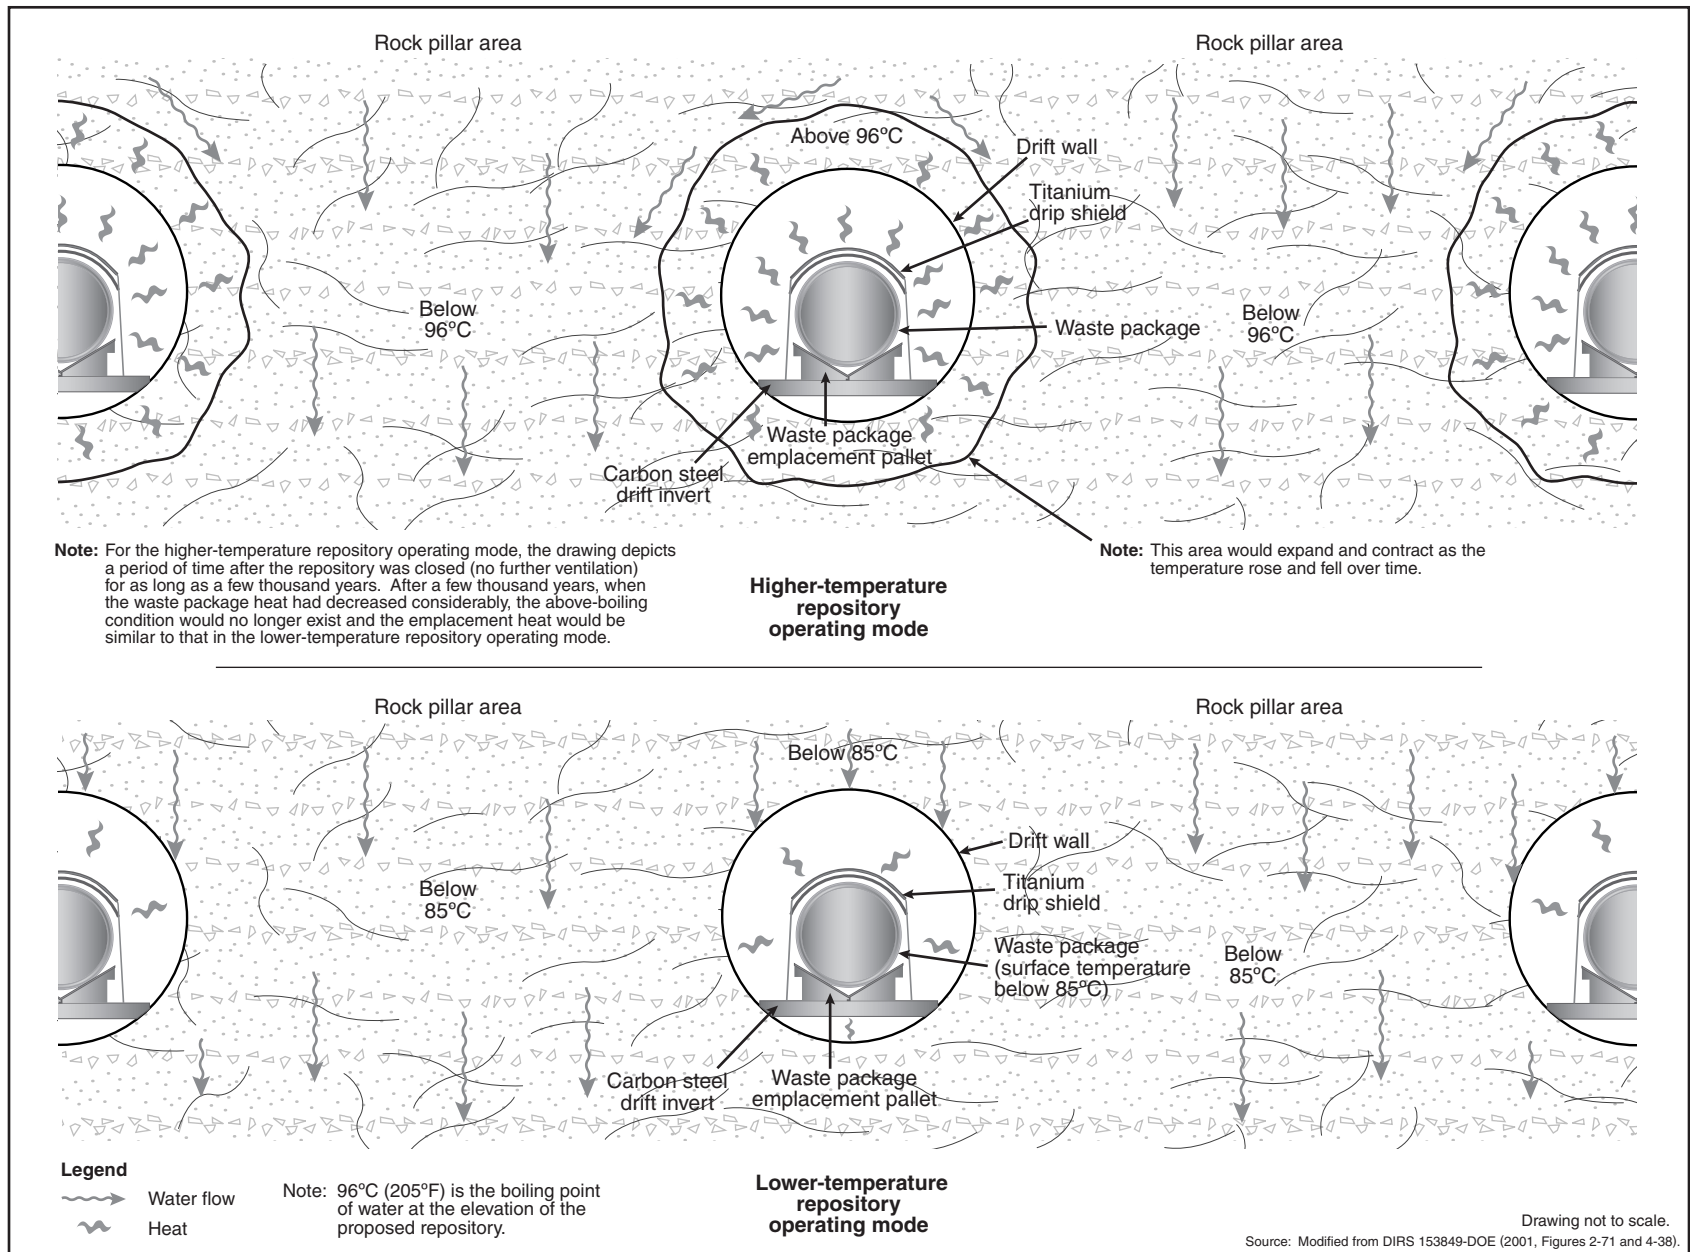 Rock pillar area
Rock pillar area
Above 96°C
Drift wall
Titanium
drip shield
Below
96°C
Below
96°C
Waste package
Waste package
emplacement pallet
Carbon steel
drift invert
Note: For the higher-temperature repository operating mode, the drawing depicts
a period of time after the repository was closed (no further ventilation)
for as long as a few thousand years. After a few thousand years, when
the waste package heat had decreased considerably, the above-boiling
condition would no longer exist and the emplacement heat would be
similar to that in the lower-temperature repository operating mode.
Higher-temperature
repository
operating mode
Note: This area would expand and contract as the
temperature rose and fell over time.
Rock pillar area
Rock pillar area
Below 85°C
Drift wall
Below
85°C
Titanium
drip shield
Waste package
(surface temperature
below 85°C)
Below
85°C
Carbon steel
drift invert
Waste package
emplacement pallet
Legend
Water flow
Heat
Note: 96°C (205°F) is the boiling point
of water at the elevation of the
proposed repository.
Lower-temperature
repository
operating mode
Drawing not to scale.
Source: Modified from DIRS 153849-DOE (2001, Figures 2-71 and 4-38).